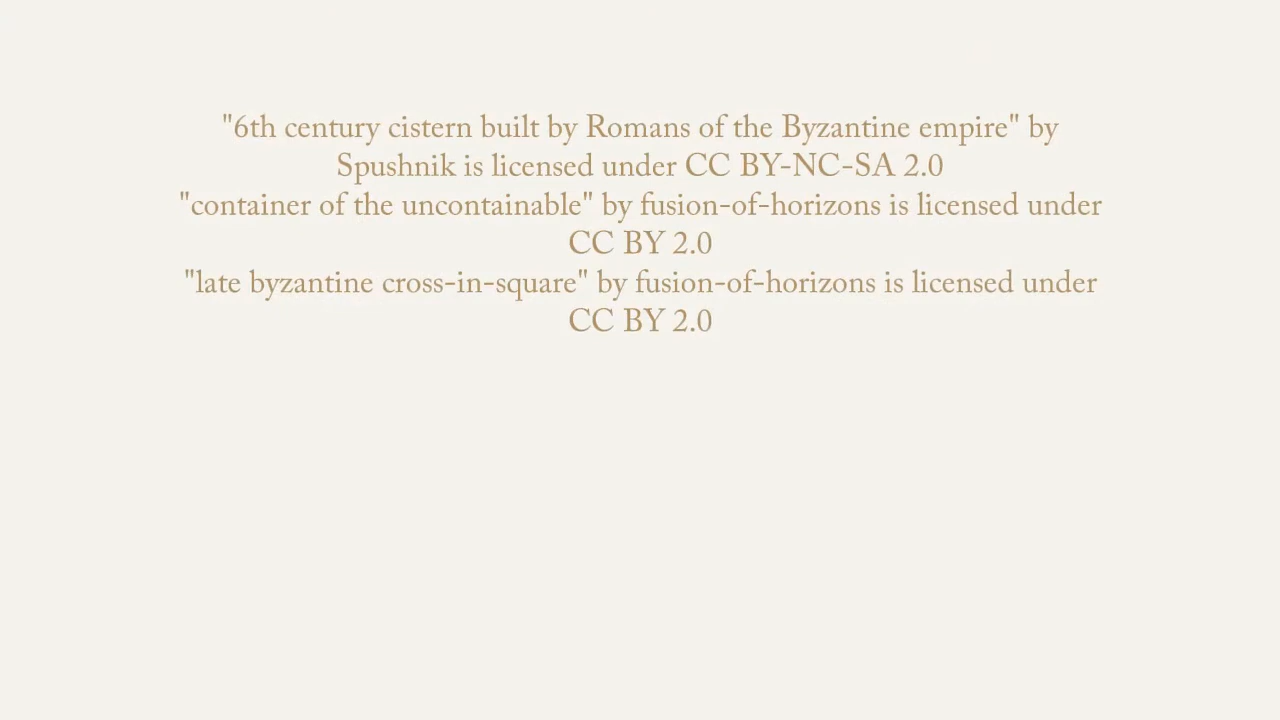 "6th century cistern built by Romans of the Byzantine empire" by
Spushnik is licensed under CC BY-NC-SA 2.0
"container of the uncontainable" by fusion-of-horizons is licensed under
CC BY 2.0
"late byzantine cross-in-square" by fusion-of-horizons is licensed under
CC BY 2.0